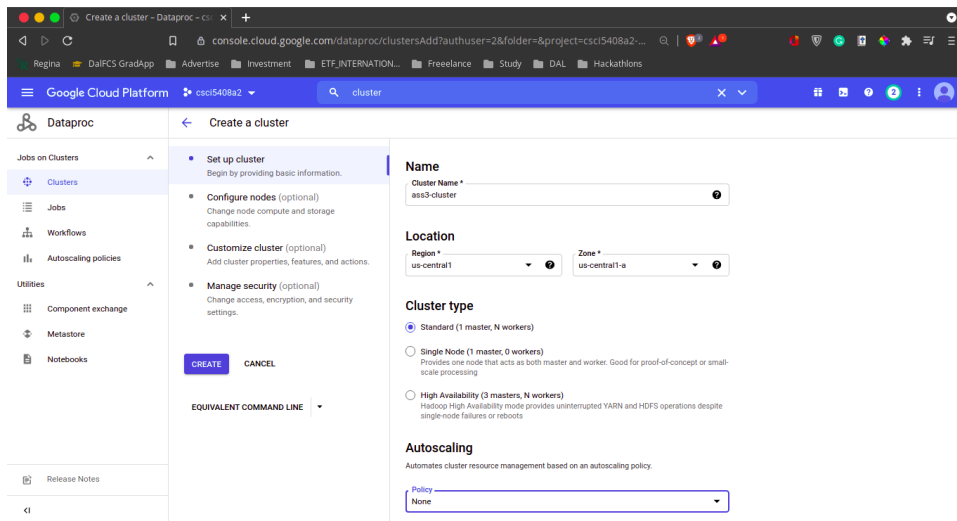 Create a cluster – Dataproc – csc
console.cloud.google.com/dataproc/clustersAdd?authuser=2&folder=&project=csci5408a2-...
Regina
DalFCS GradApp
Advertise
Investment
ETF,INTERNATION...
Freeelance
Study
DAL
Hackathlons
Google Cloud Platform
csci5408a2
cluster
2
Dataproc
Create a cluster
Jobs on Clusters
Clusters
Jobs
Workflows
Autoscaling policies
Utilities
Component exchange
Metastore
Notebooks
Release Notes
Set up cluster
Begin by providing basic information.
Configure nodes (optional)
Change node compute and storage
capabilities.
Customize cluster (optional)
Add cluster properties, features, and actions.
Manage security (optional)
Change access, encryption, and security
settings.
CREATE
CANCEL
EQUIVALENT COMMAND LINE
Name
Cluster Name *
ass3-cluster
Location
Region *
us-central1
Zone *
us-central1-a
Cluster type
Standard (1 master, N workers)
Single Node (1 master, 0 workers)
Provides one node that acts as both master and worker. Good for proof-of-concept or small-
scale processing
High Availability (3 masters, N workers)
Hadoop High Availability mode provides uninterrupted YARN and HDFS operations despite
single-node failures or reboots
Autoscaling
Automates cluster resource management based on an autoscaling policy.
Policy
None